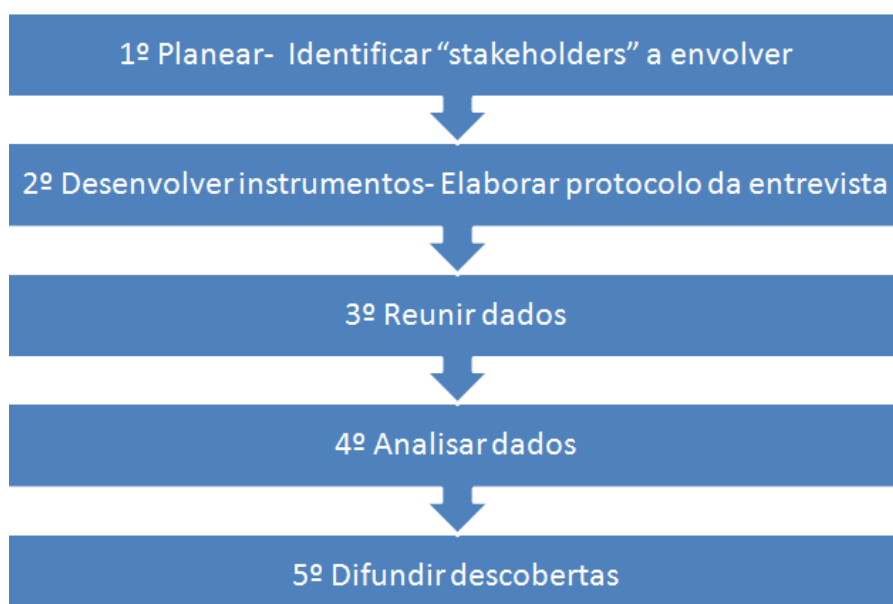 1º Planear- Identificar “stakeholders” a envolver
2º Desenvolver instrumentos- Elaborar protocolo da entrevista
3º Reunir dados
4º Analisar dados
5º Difundir descobertas